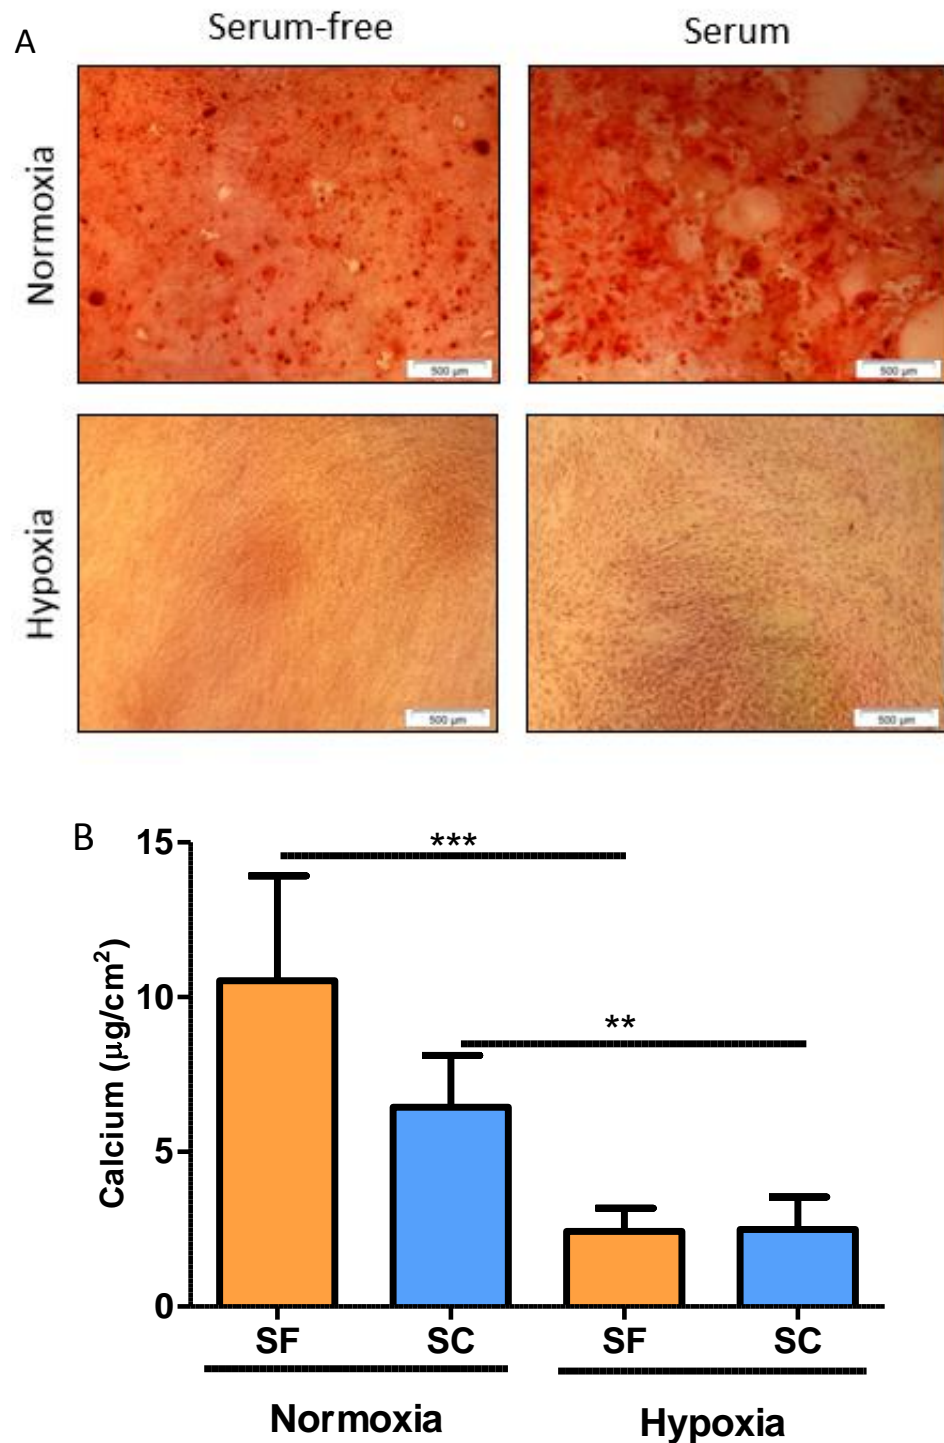 A
Serum-free
Serum
Normoxia
500 µm
500 µm
Hypoxia
500 µm
500 µm
B
Calcium (µg/cm²)
15
10
5
0
***
**
SF
SC
SF
SC
Normoxia
Hypoxia